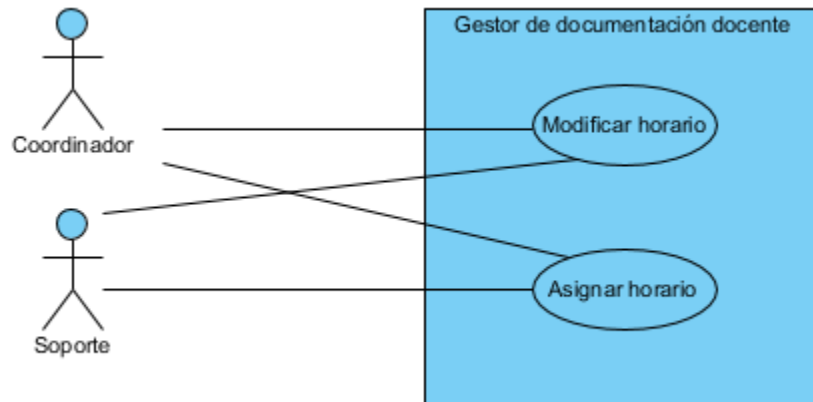 Gestor de documentación docente
Modificar horario
Coordinador
Asignar horario
Soporte